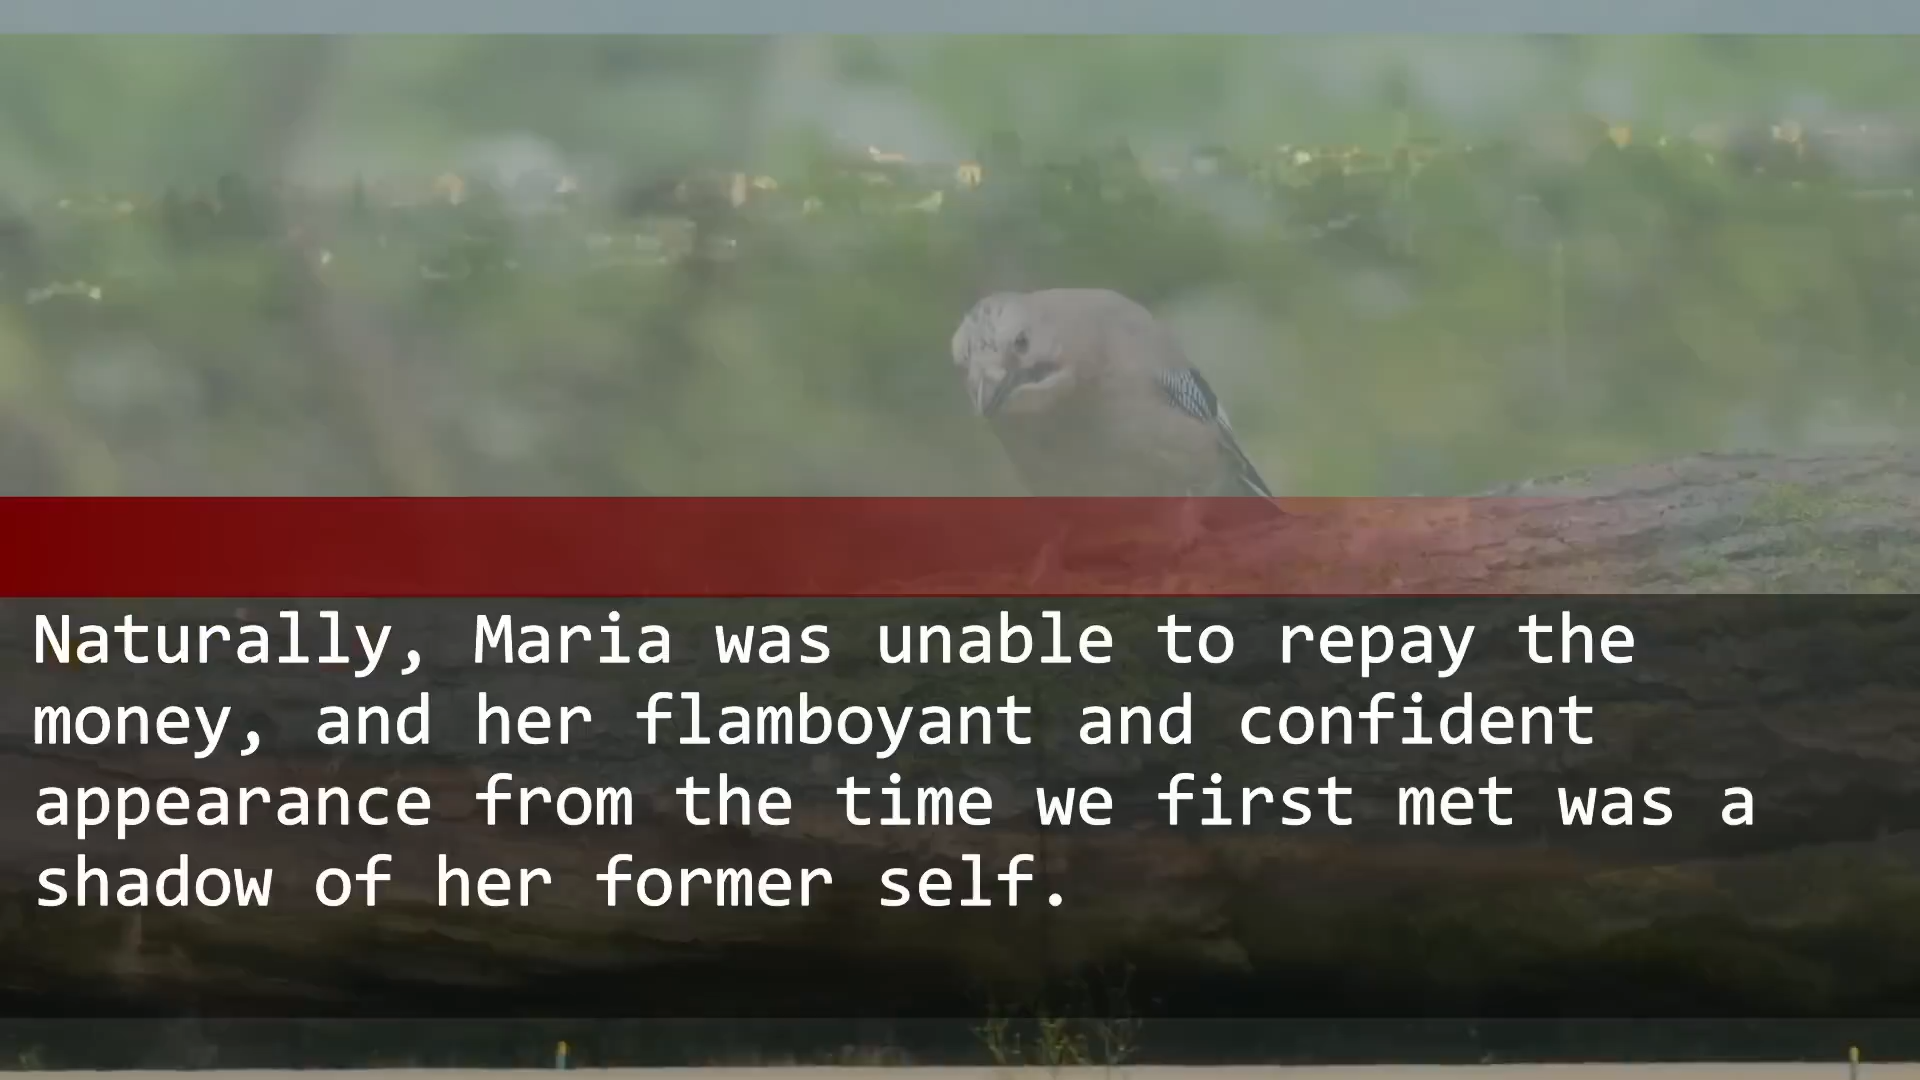 Naturally, Maria was unable to repay the
money, and her flamboyant and confident
appearance from the time we first met was a
shadow of her former self.